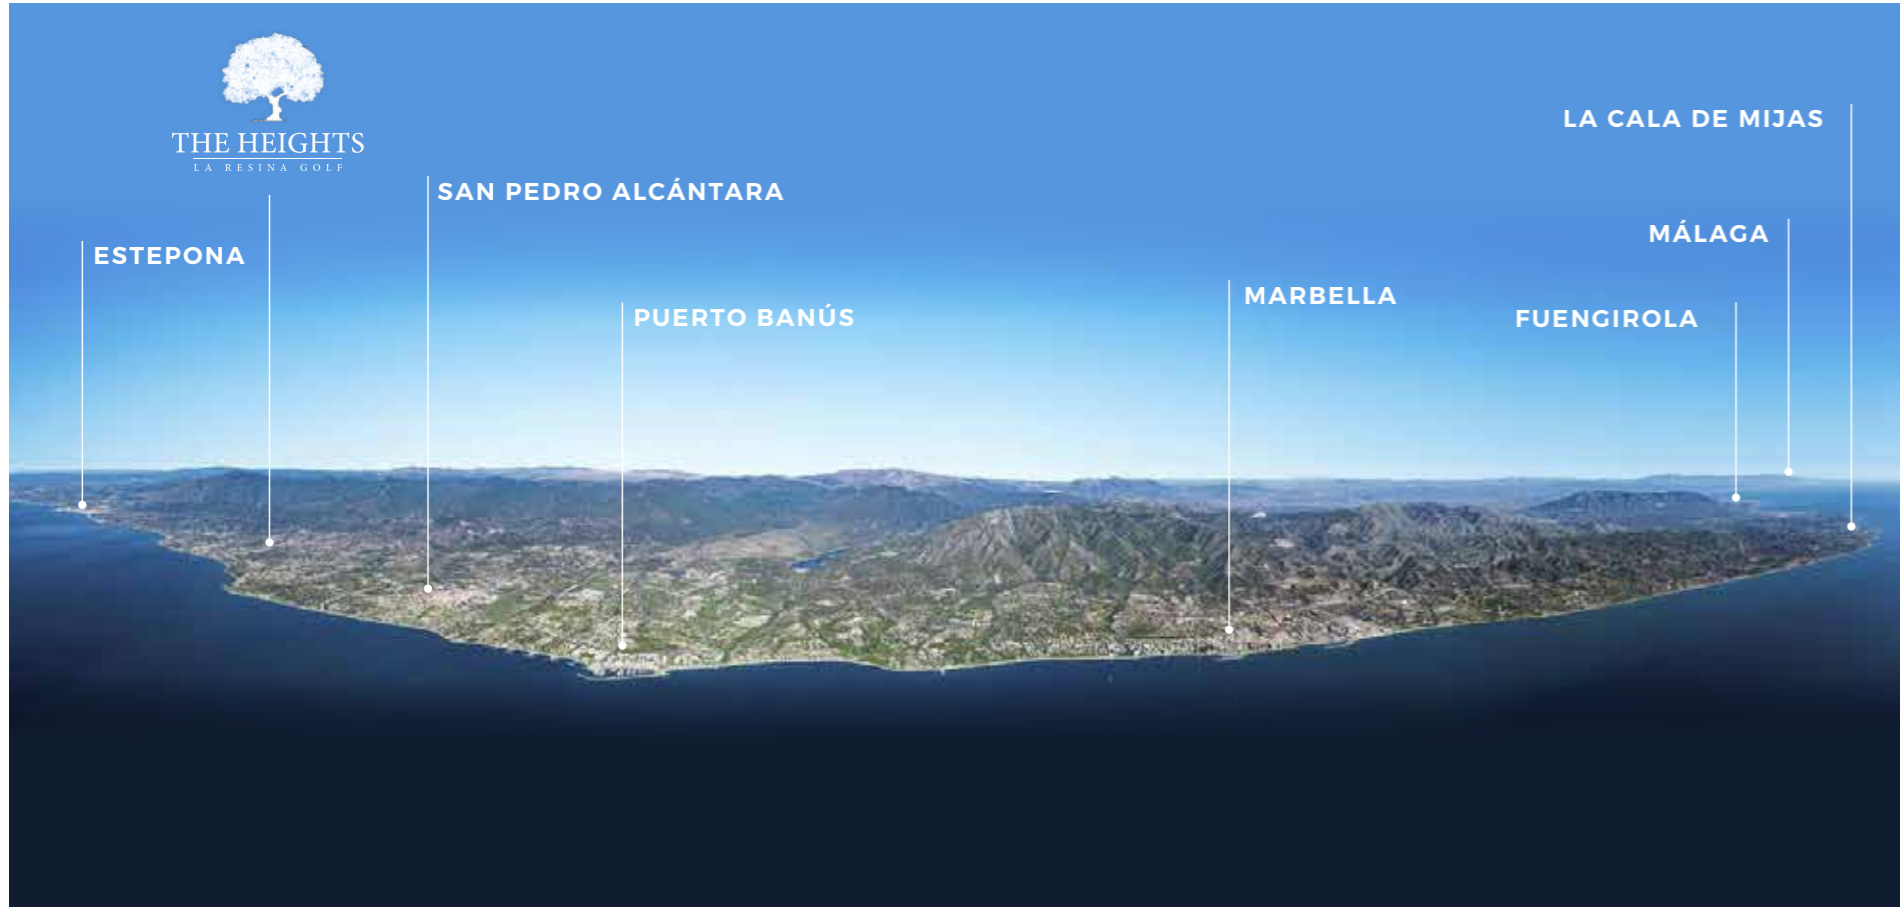 THE HEIGHTS
LA RESINA GOLF
LA CALA DE MIJAS
SAN PEDRO ALCÁNTARA
MÁLAGA
ESTEPONA
MARBELLA
PUERTO BANÚS
FUENGIROLA